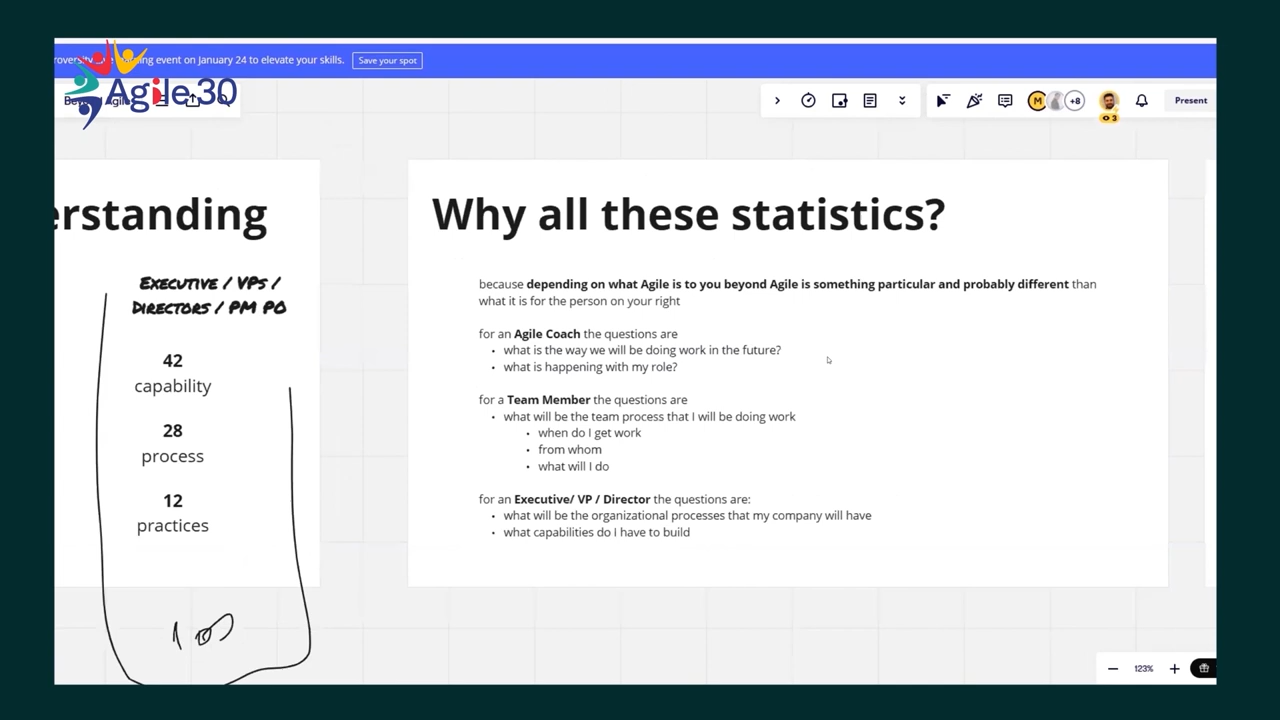 event on January 24 to elevate your skills.
Save your spot
Agile30
M
+8
3
Present
erstanding
EXECUTIVE / VPS /
DIRECTORS / PM PO
42
capability
28
process
12
practices
Why all these statistics?
because depending on what Agile is to you beyond Agile is something particular and probably different than
what it is for the person on your right
for an Agile Coach the questions are
• what is the way we will be doing work in the future?
• what is happening with my role?
for a Team Member the questions are
• what will be the team process that I will be doing work
• when do I get work
• from whom
• what will I do
for an Executive/ VP / Director the questions are:
• what will be the organizational processes that my company will have
• what capabilities do I have to build
123%